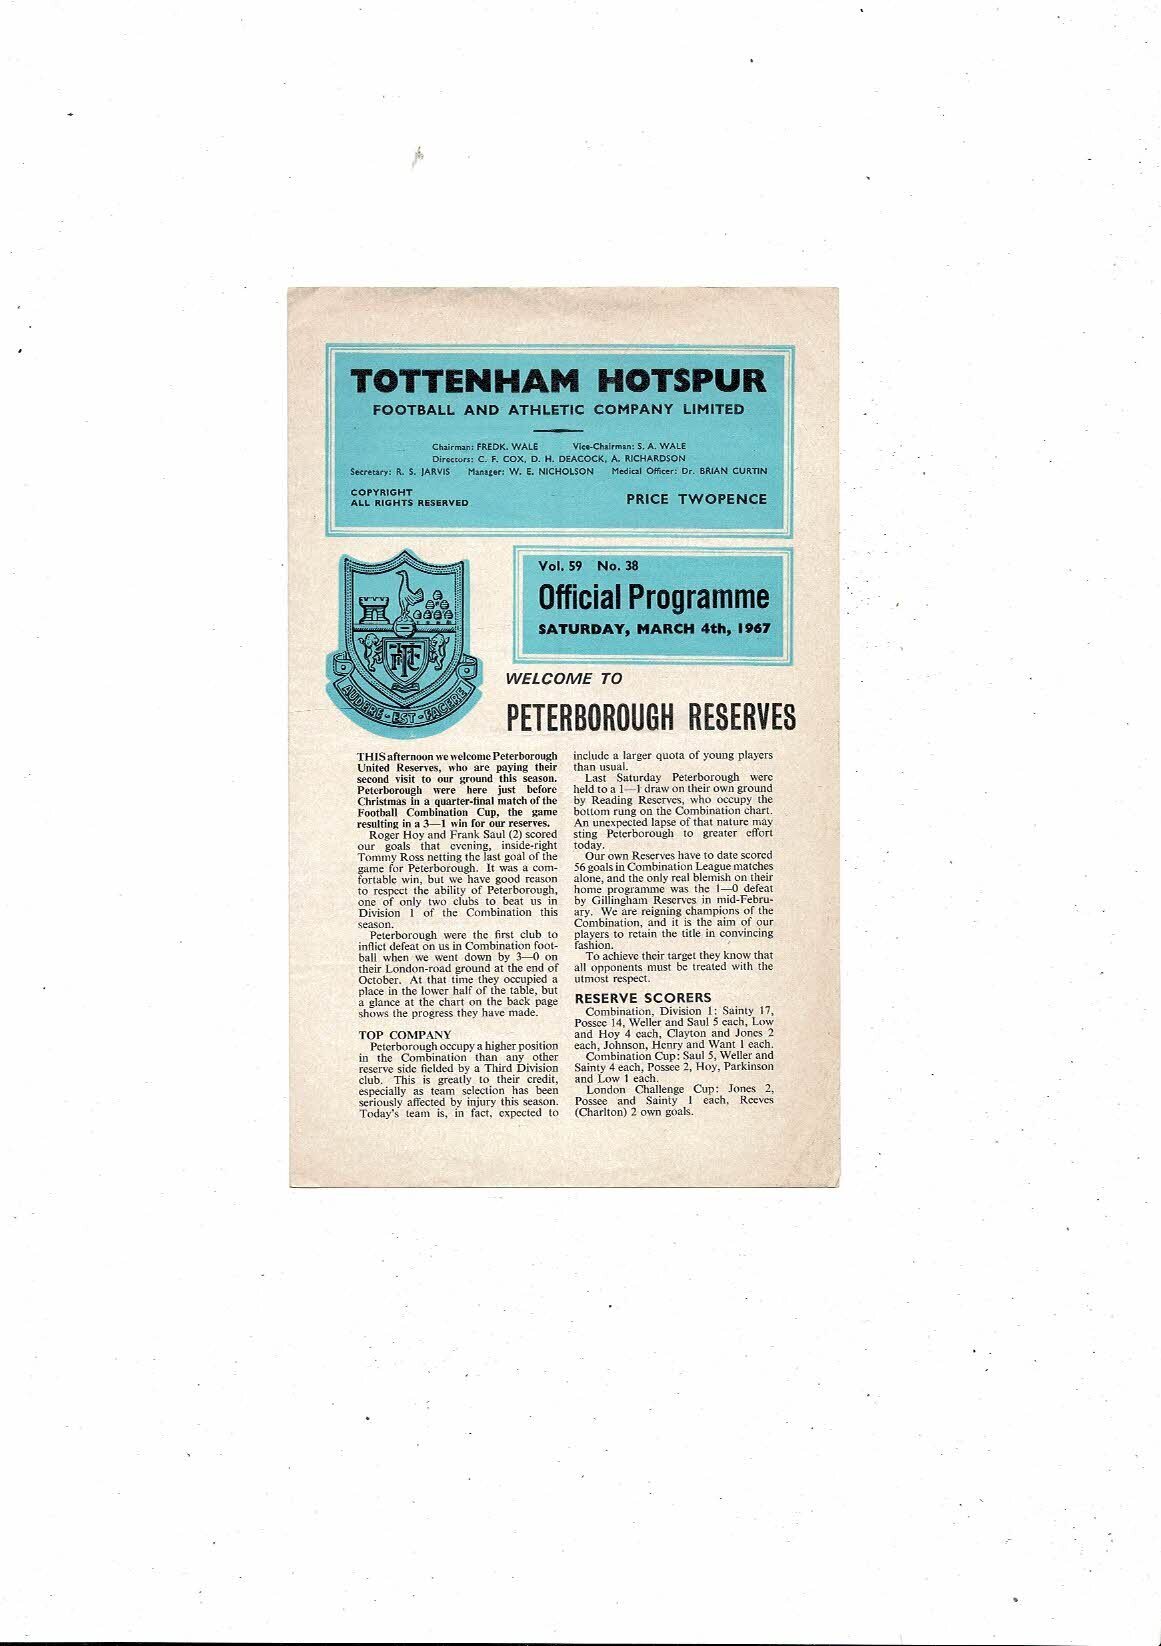 TOTTENHAM HOTSPUR
FOOTBALL AND ATHLETIC COMPANY LIMITED
Chairman: FREDK. WALE Vice-Chairman: S. A. WALE
Directors: C. F. COX, D. H. DEACOCK, A. RICHARDSON
Secretary: R. S. JARVIS Manager: W. E. NICHOLSON Medical Officer: Dr. BRIAN CURTIN
COPYRIGHT
ALL RIGHTS RESERVED
PRICE TWOPENCE
Vol. 59 No. 38
Official Programme
SATURDAY, MARCH 4th, 1967
AUDERE · EST · FACERE
WELCOME TO
PETERBOROUGH RESERVES
THIS afternoon we welcome Peterborough
United Reserves, who are paying their
second visit to our ground this season.
Peterborough were here just before
Christmas in a quarter-final match of the
Football Combination Cup, the game
resulting in a 3—1 win for our reserves.
Roger Hoy and Frank Saul (2) scored
our goals that evening, inside-right
Tommy Ross netting the last goal of the
game for Peterborough. It was a com-
fortable win, but we have good reason
to respect the ability of Peterborough,
one of only two clubs to beat us in
Division 1 of the Combination this
season.
Peterborough were the first club to
inflict defeat on us in Combination foot-
ball when we went down by 3—0 on
their London-road ground at the end of
October. At that time they occupied a
place in the lower half of the table, but
a glance at the chart on the back page
shows the progress they have made.
TOP COMPANY
Peterborough occupy a higher position
in the Combination than any other
reserve side fielded by a Third Division
club. This is greatly to their credit,
especially as team selection has been
seriously affected by injury this season.
Today's team is, in fact, expected to
include a larger quota of young players
than usual.
Last Saturday Peterborough were
held to a 1—1 draw on their own ground
by Reading Reserves, who occupy the
bottom rung on the Combination chart.
An unexpected lapse of that nature may
sting Peterborough to greater effort
today.
Our own Reserves have to date scored
56 goals in Combination League matches
alone, and the only real blemish on their
home programme was the 1—0 defeat
by Gillingham Reserves in mid-Febru-
ary. We are reigning champions of the
Combination, and it is the aim of our
players to retain the title in convincing
fashion.
To achieve their target they know that
all opponents must be treated with the
utmost respect.
RESERVE SCORERS
Combination, Division 1: Sainty 17,
Possee 14, Weller and Saul 5 each, Low
and Hoy 4 each, Clayton and Jones 2
each, Johnson, Henry and Want 1 each.
Combination Cup: Saul 5, Weller and
Sainty 4 each, Possee 2, Hoy, Parkinson
and Low 1 each.
London Challenge Cup: Jones 2,
Possee and Sainty 1 each, Reeves
(Charlton) 2 own goals.